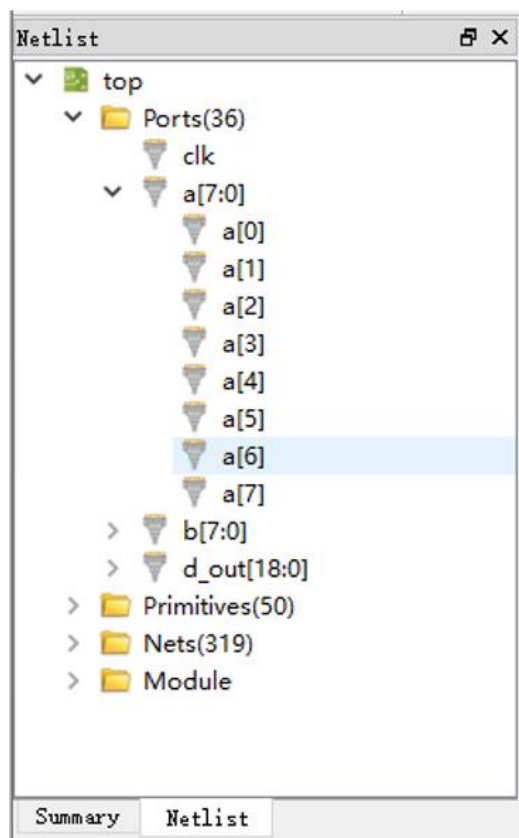 Netlist
top
Ports(36)
clk
a[7:0]
a[0]
a[1]
a[2]
a[3]
a[4]
a[5]
a[6]
a[7]
b[7:0]
d_out[18:0]
Primitives(50)
Nets(319)
Module
Summary Netlist